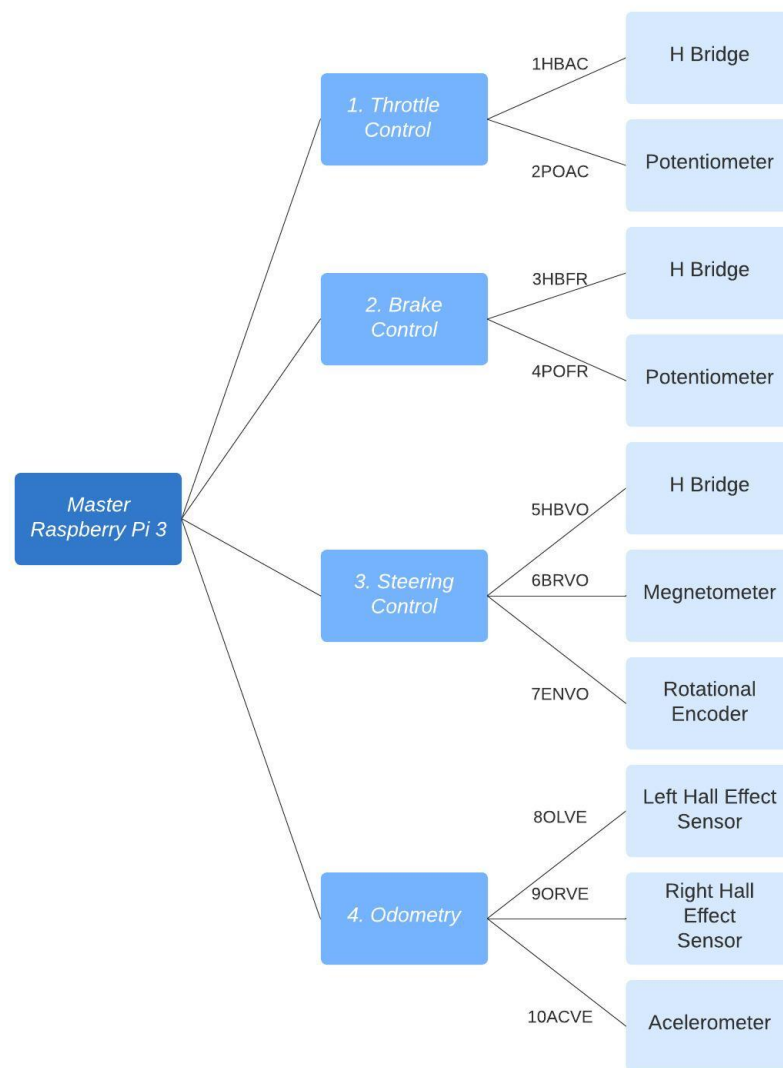 1HBAC
H Bridge
1. Throttle
Control
2POAC
Potentiometer
3HBFR
H Bridge
2. Brake
Control
4POFR
Potentiometer
Master
Raspberry Pi 3
5HBVO
H Bridge
3. Steering
Control
6BRVO
Megnetometer
7ENVO
Rotational
Encoder
8OLVE
Left Hall Effect
Sensor
4. Odometry
9ORVE
Right Hall
Effect
Sensor
10ACVE
Acelerometer